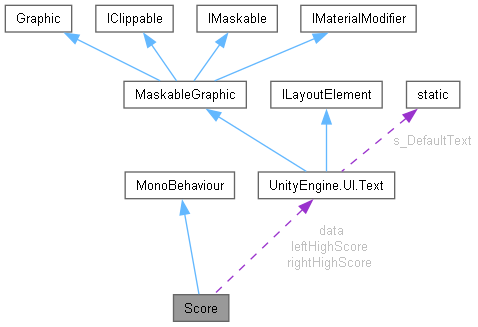 Graphic
IClippable
IMaskable
IMaterialModifier
MaskableGraphic
ILayoutElement
static
s_DefaultText
MonoBehaviour
UnityEngine.UI.Text
data
leftHighScore
rightHighScore
Score